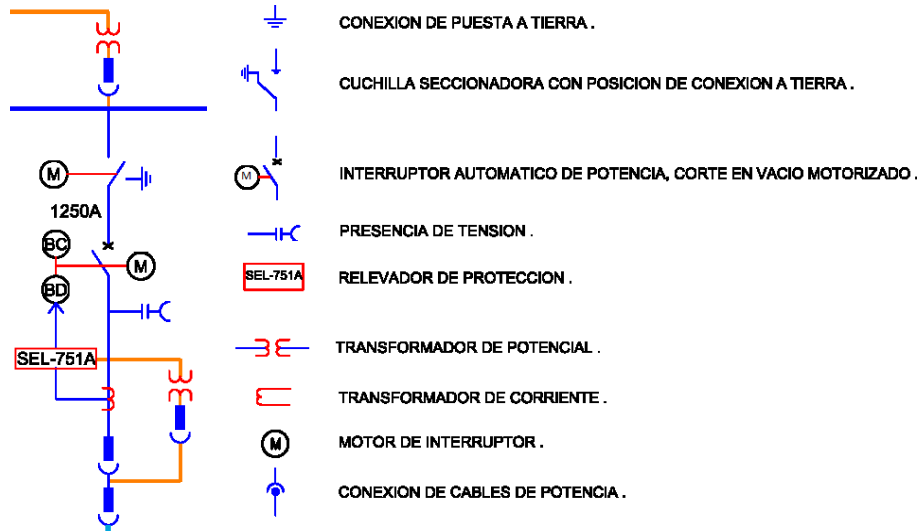 CONEXION DE PUESTA A TIERRA .
CUCHILLA SECCIONADORA CON POSICION DE CONEXION A TIERRA .
M
1250A
BC
M
BD
SEL-751A
M
INTERRUPTOR AUTOMATICO DE POTENCIA, CORTE EN VACIO MOTORIZADO .
PRESENCIA DE TENSION .
SEL-751A
RELEVADOR DE PROTECCION .
TRANSFORMADOR DE POTENCIAL .
TRANSFORMADOR DE CORRIENTE .
M
MOTOR DE INTERRUPTOR .
CONEXION DE CABLES DE POTENCIA .